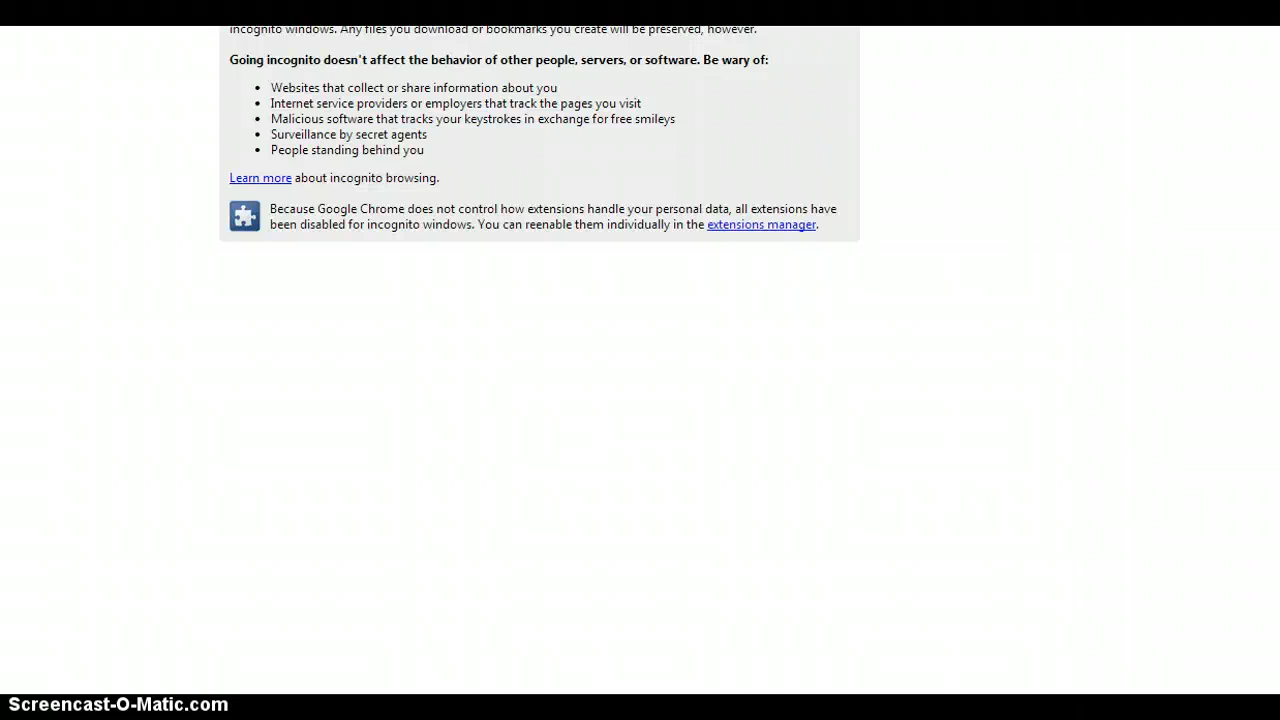 incognito windows. Any files you download or bookmarks you create will be preserved, however.
Going incognito doesn't affect the behavior of other people, servers, or software. Be wary of:
• Websites that collect or share information about you
• Internet service providers or employers that track the pages you visit
• Malicious software that tracks your keystrokes in exchange for free smileys
• Surveillance by secret agents
• People standing behind you
Learn more about incognito browsing.
Because Google Chrome does not control how extensions handle your personal data, all extensions have
been disabled for incognito windows. You can reenable them individually in the extensions manager.
Screencast-O-Matic.com